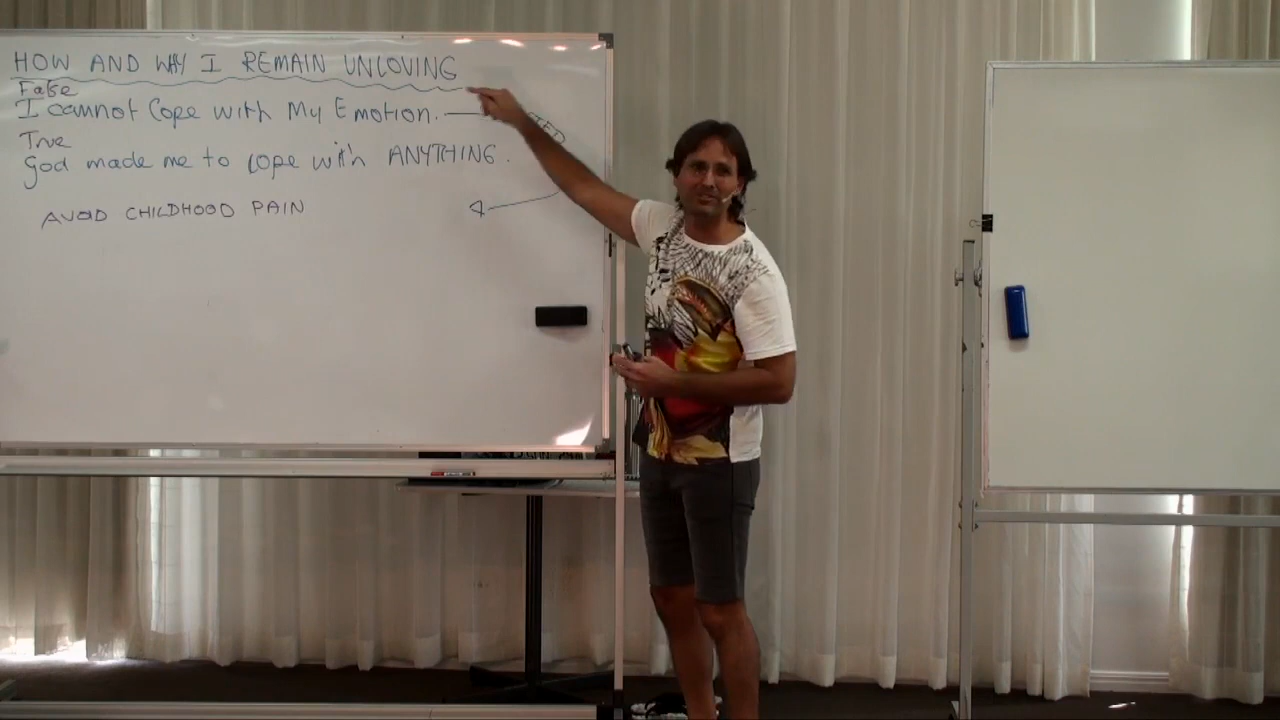 HOW AND WHY I REMAIN UNLOVING
False
I cannot Cope with My Emotion.
True
God made me to cope with ANYTHING.
AVOID CHILDHOOD PAIN